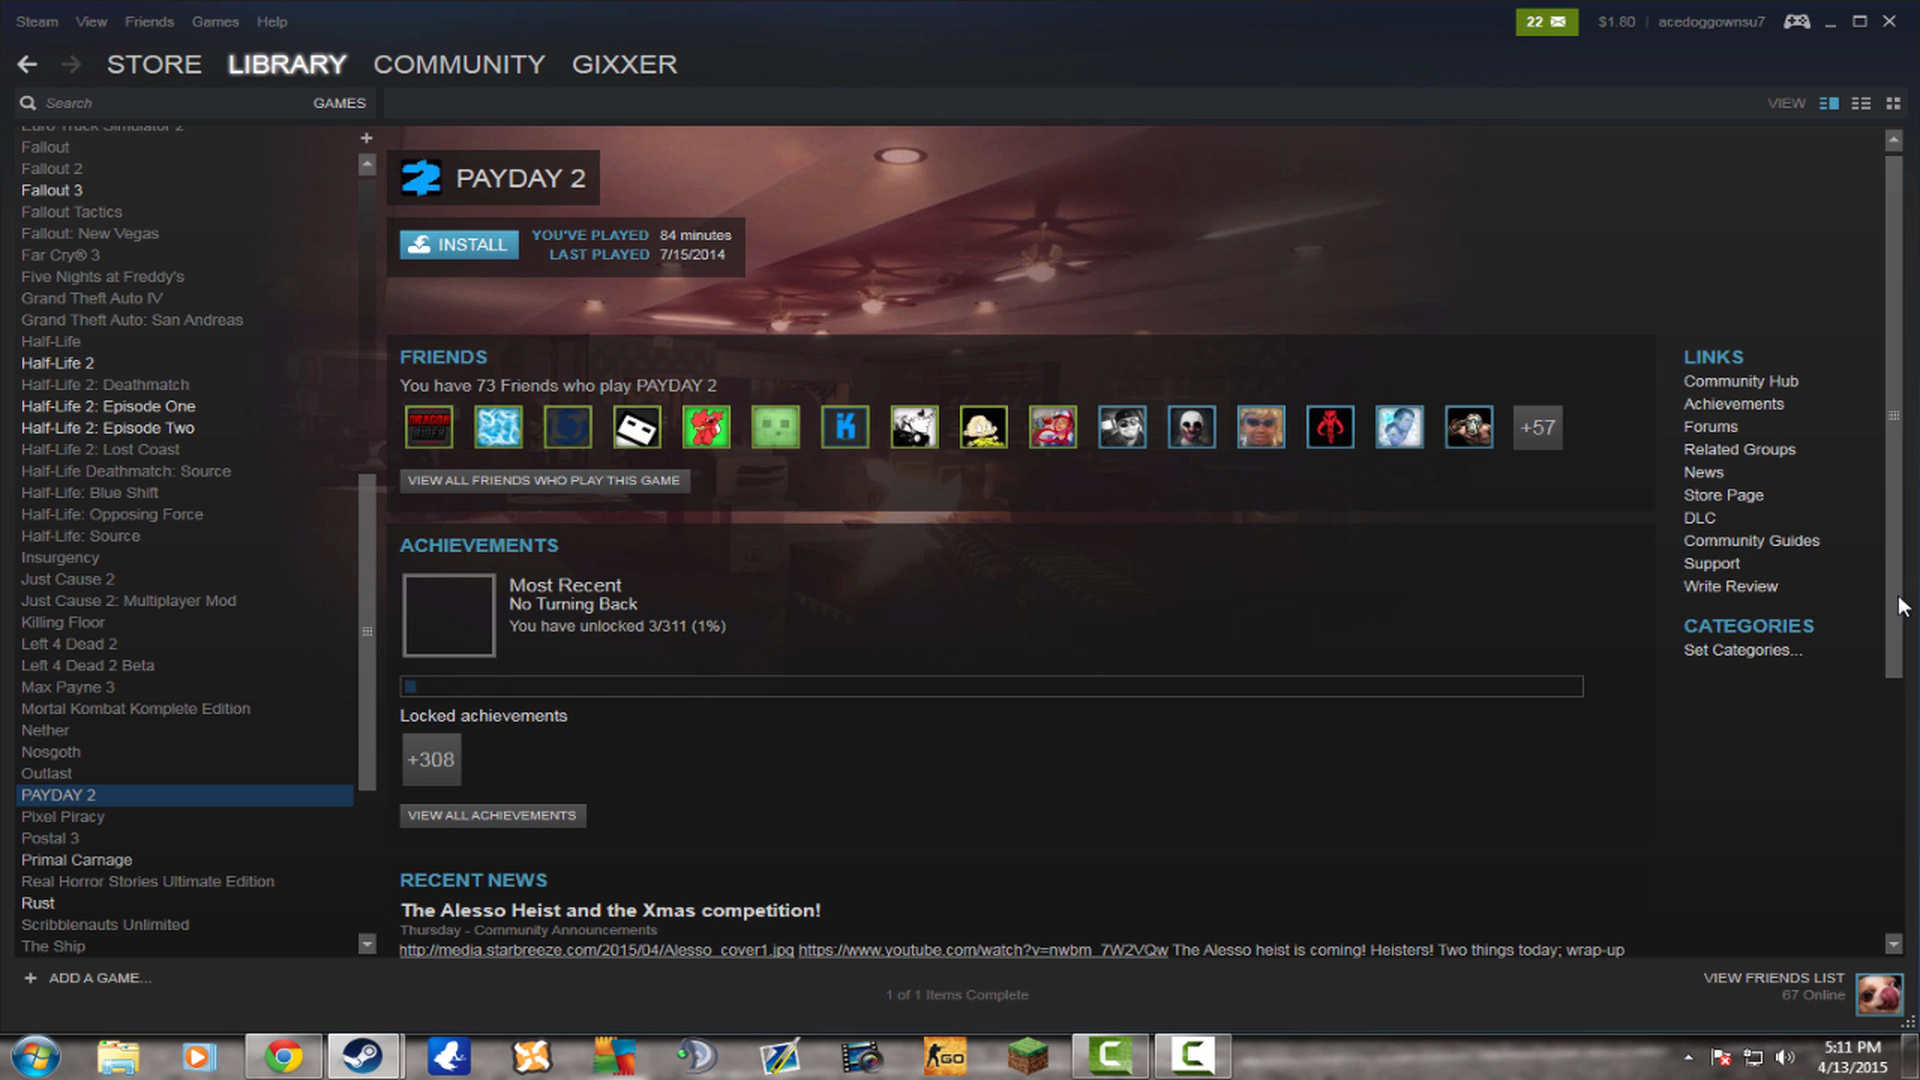 Steam View Friends Games Help
22 $1.80 acedoggownsu7
STORE LIBRARY COMMUNITY GIXXER
Search GAMES
VIEW
Euro Truck Simulator 2
Fallout
Fallout 2
Fallout 3
Fallout Tactics
Fallout: New Vegas
Far Cry® 3
Five Nights at Freddy's
Grand Theft Auto IV
Grand Theft Auto: San Andreas
Half-Life
Half-Life 2
Half-Life 2: Deathmatch
Half-Life 2: Episode One
Half-Life 2: Episode Two
Half-Life 2: Lost Coast
Half-Life Deathmatch: Source
Half-Life: Blue Shift
Half-Life: Opposing Force
Half-Life: Source
Insurgency
Just Cause 2
Just Cause 2: Multiplayer Mod
Killing Floor
Left 4 Dead 2
Left 4 Dead 2 Beta
Max Payne 3
Mortal Kombat Komplete Edition
Nether
Nosgoth
Outlast
PAYDAY 2
Pixel Piracy
Postal 3
Primal Carnage
Real Horror Stories Ultimate Edition
Rust
Scribblenauts Unlimited
The Ship
+ ADD A GAME...
PAYDAY 2
INSTALL
YOU'VE PLAYED 84 minutes
LAST PLAYED 7/15/2014
FRIENDS
You have 73 Friends who play PAYDAY 2
DRAGON RIDER
+57
VIEW ALL FRIENDS WHO PLAY THIS GAME
ACHIEVEMENTS
Most Recent
No Turning Back
You have unlocked 3/311 (1%)
Locked achievements
+308
VIEW ALL ACHIEVEMENTS
RECENT NEWS
The Alesso Heist and the Xmas competition!
Thursday - Community Announcements
http://media.starbreeze.com/2015/04/Alesso_cover1.jpg https://www.youtube.com/watch?v=nwbm_7W2VQw The Alesso heist is coming! Heisters! Two things today; wrap-up
LINKS
Community Hub
Achievements
Forums
Related Groups
News
Store Page
DLC
Community Guides
Support
Write Review
CATEGORIES
Set Categories...
1 of 1 Items Complete
VIEW FRIENDS LIST
67 Online
GO
5:11 PM
4/13/2015